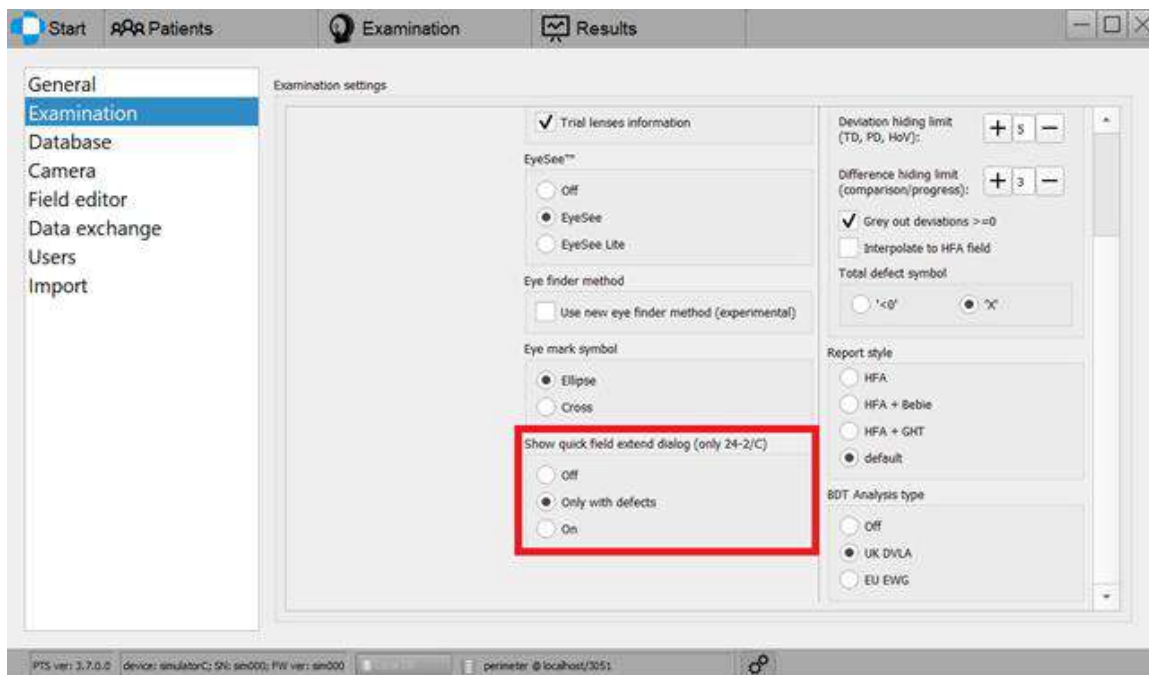 Start
Patients
Examination
Results
General
Examination
Database
Camera
Field editor
Data exchange
Users
Import
Examination settings
Trial lenses information
EyeSee™
Off
EyeSee
EyeSee Lite
Eye finder method
Use new eye finder method (experimental)
Eye mark symbol
Ellipse
Cross
Show quick field extend dialog (only 24-2/C)
Off
Only with defects
On
Deviation hiding limit
(TD, PD, HoV):
+ 5 −
Difference hiding limit
(comparison/progress):
+ 3 −
Grey out deviations >=0
Interpolate to HFA field
Total defect symbol
'<0'
'X'
Report style
HFA
HFA + Bebie
HFA + GHT
default
BDT Analysis type
Off
UK DVLA
EU EWG
PTS ver: 3.7.0.0
device: simulatorC; SN: sim000; FW ver: sim000
perimeter @ localhost/3051